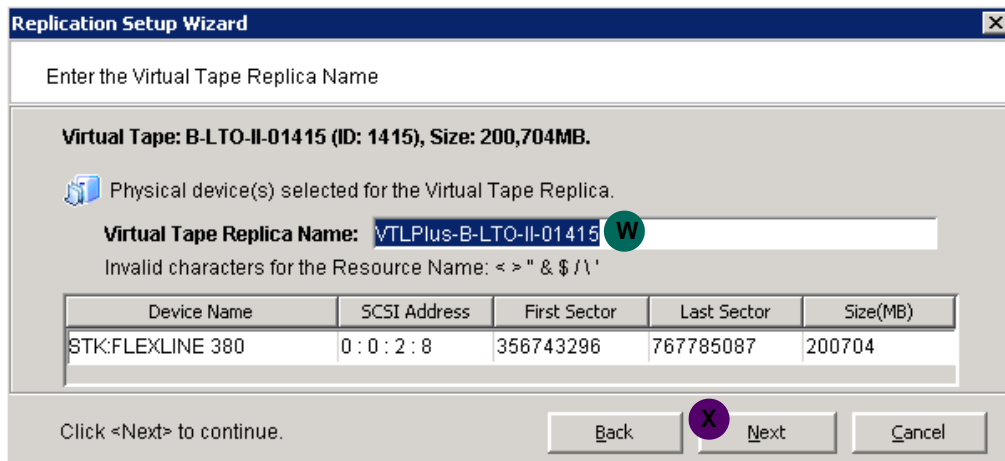 Replication Setup Wizard
Enter the Virtual Tape Replica Name
Virtual Tape: B-LTO-II-01415 (ID: 1415), Size: 200,704MB.
Physical device(s) selected for the Virtual Tape Replica.
Virtual Tape Replica Name: VTLPlus-B-LTO-II-01415 W
Invalid characters for the Resource Name: < > " & $ / \ '
Device Name SCSI Address First Sector Last Sector Size(MB)
STK:FLEXLINE 380 0 : 0 : 2 : 8 356743296 767785087 200704
Click <Next> to continue. Back X Next Cancel